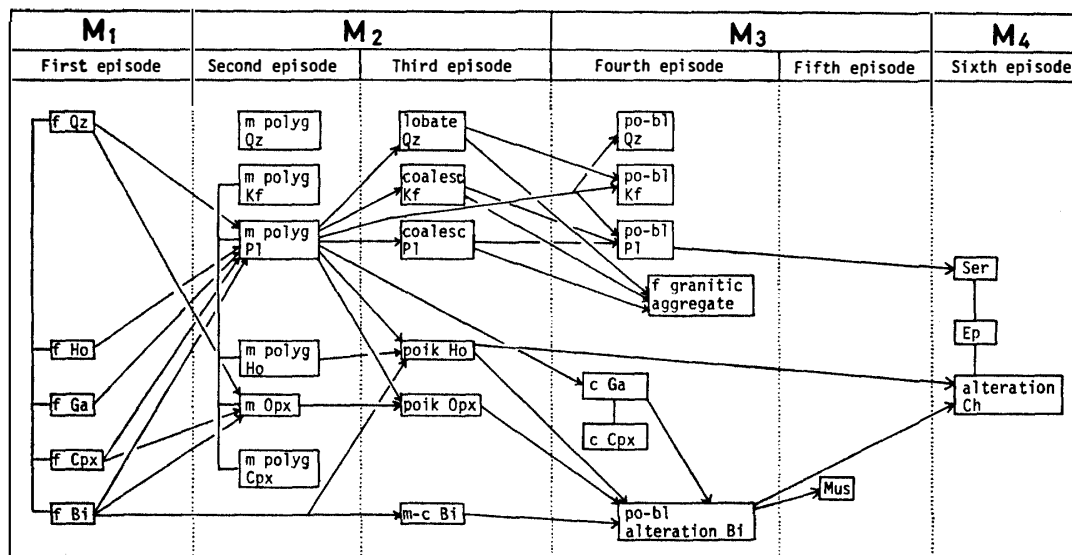 M1 M2 M3 M4
First episode Second episode Third episode Fourth episode Fifth episode Sixth episode
f Qz
m polyg
Qz
lobate
Qz
po-bl
Qz
m polyg
Kf
coalesc
Kf
po-bl
Kf
m polyg
Pl
coalesc
Pl
po-bl
Pl
Ser
f granitic
aggregate
Ep
f Ho
m polyg
Ho
poik Ho
c Ga
alteration
Ch
f Ga
m Opx
poik Opx
c Cpx
f Cpx
m polyg
Cpx
Mus
f Bi
m-c Bi
po-bl
alteration Bi